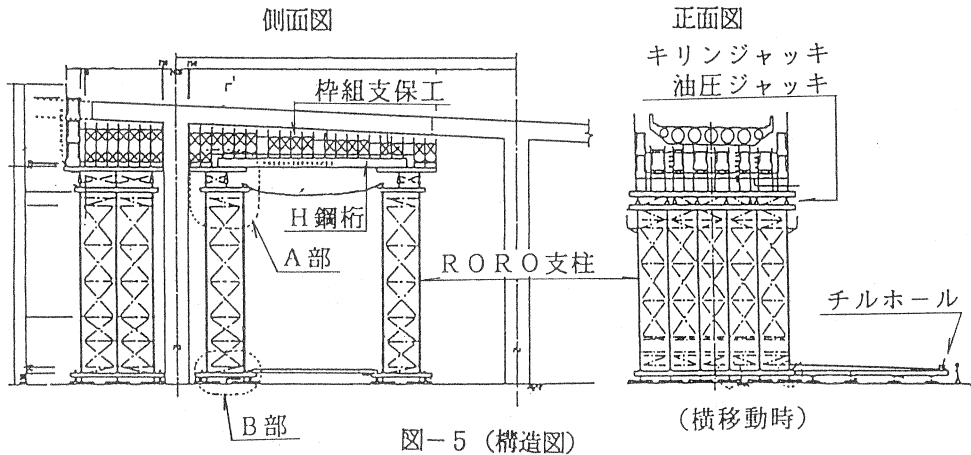 側面図
正面図
キリンジャッキ
油圧ジャッキ
枠組支保工
H鋼桁
A部
RORO支柱
チルホール
B部
(横移動時)
図-5(構造図)